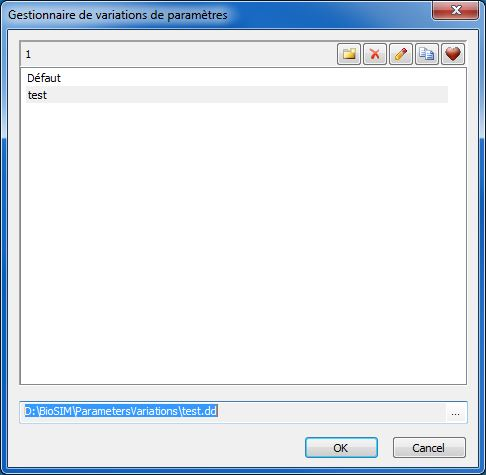 Gestionnaire de variations de paramètres
1
Défaut
test
D:\BioSIM\ParametersVariations\test.dd
...
OK
Cancel